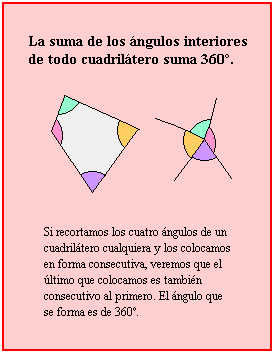 La suma de los ángulos interiores
de todo cuadrilátero suma 360°.
Si recortamos los cuatro ángulos de un
cuadrilátero cualquiera y los colocamos
en forma consecutiva, veremos que el
último que colocamos es también
consecutivo al primero. El ángulo que
se forma es de 360°.